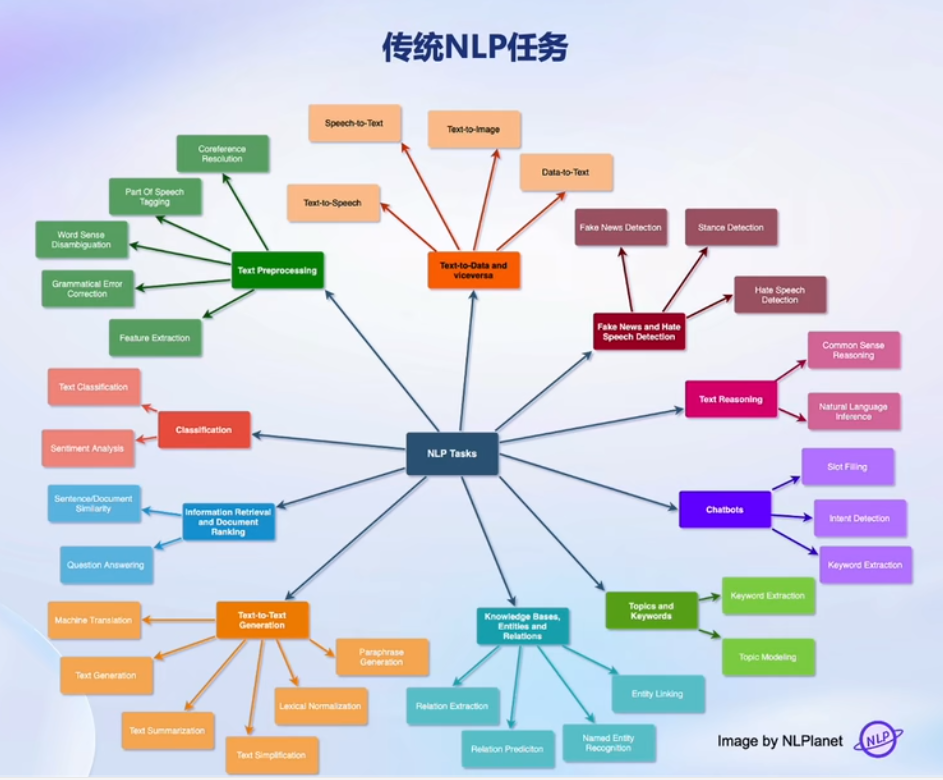 传统NLP任务
Speech-to-Text
Text-to-Image
Data-to-Text
Text-to-Speech
Text-to-Data and
viceversa
Coreference
Resolution
Part Of Speech
Tagging
Word Sense
Disambiguation
Grammatical Error
Correction
Feature Extraction
Text Preprocessing
Fake News Detection
Stance Detection
Hate Speech
Detection
Fake News and Hate
Speech Detection
Common Sense
Reasoning
Text Reasoning
Natural Language
Inference
Text Classification
Classification
Sentiment Analysis
NLP Tasks
Slot Filling
Chatbots
Intent Detection
Keyword Extraction
Sentence/Document
Similarity
Information Retrieval
and Document
Ranking
Question Answering
Machine Translation
Text-to-Text
Generation
Paraphrase
Generation
Text Generation
Lexical Normalization
Text Summarization
Text Simplification
Knowledge Bases,
Entities and
Relations
Relation Extraction
Relation Prediciton
Named Entity
Recognition
Entity Linking
Topics and
Keywords
Keyword Extraction
Topic Modeling
Image by NLPlanet
NLP